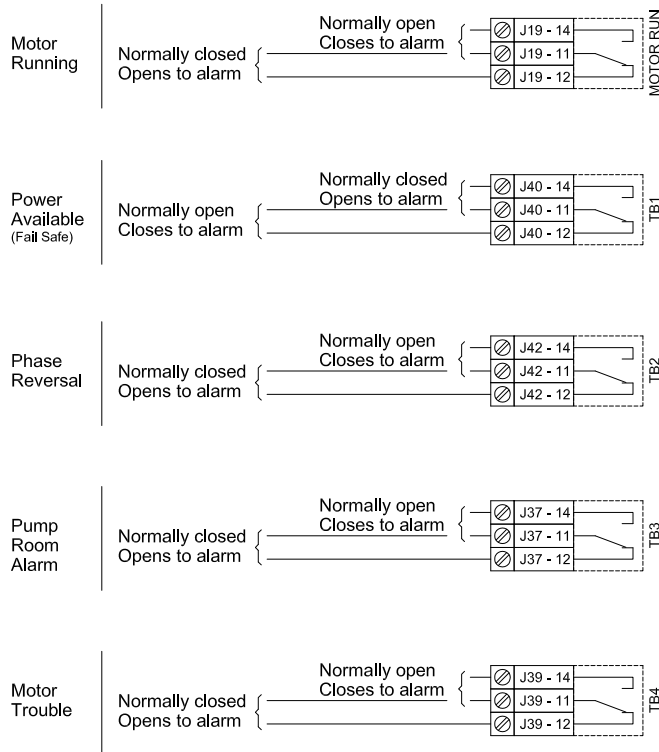 Motor
Running
Normally closed
Opens to alarm
Normally open
Closes to alarm
J19 - 14
J19 - 11
J19 - 12
MOTOR RUN
Power
Available
(Fail Safe)
Normally open
Closes to alarm
Normally closed
Opens to alarm
J40 - 14
J40 - 11
J40 - 12
TB1
Phase
Reversal
Normally closed
Opens to alarm
Normally open
Closes to alarm
J42 - 14
J42 - 11
J42 - 12
TB2
Pump
Room
Alarm
Normally closed
Opens to alarm
Normally open
Closes to alarm
J37 - 14
J37 - 11
J37 - 12
TB3
Motor
Trouble
Normally closed
Opens to alarm
Normally open
Closes to alarm
J39 - 14
J39 - 11
J39 - 12
TB4